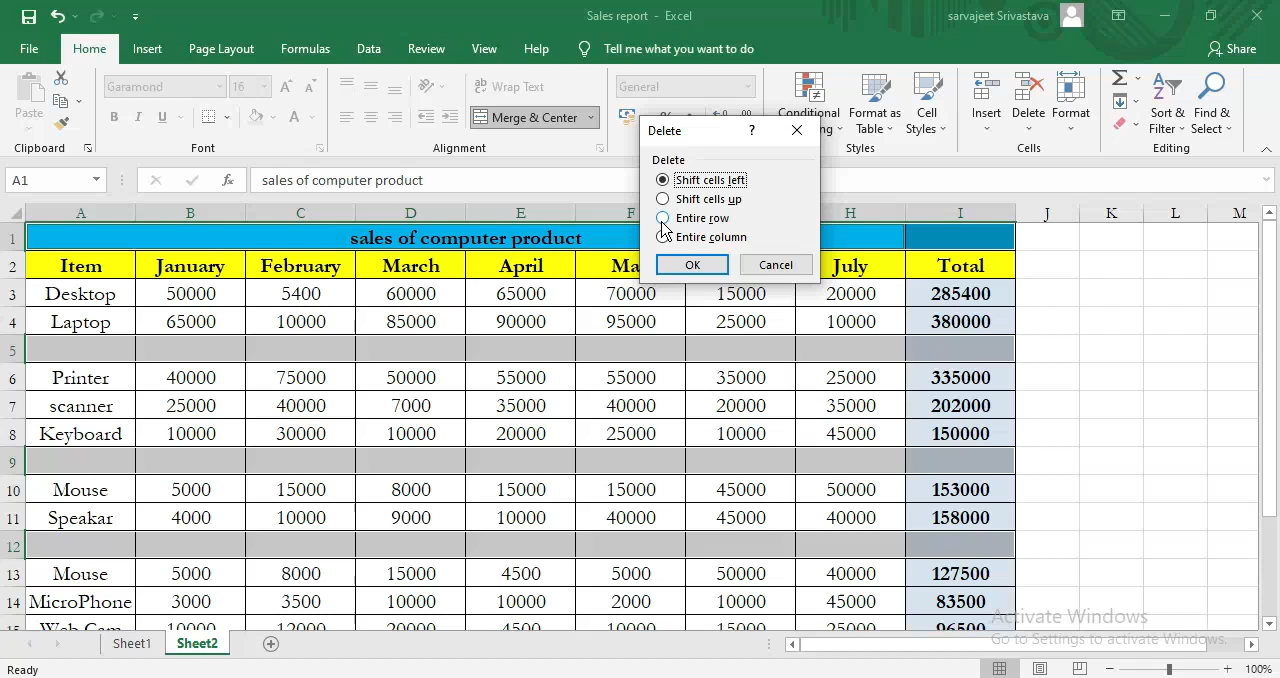 Sales report - Excel
sarvajeet Srivastava
File Home Insert Page Layout Formulas Data Review View Help Tell me what you want to do Share
Paste
Garamond 16
B I U A
Wrap Text
Merge & Center
General
%
Conditional Format as Cell
Table Styles
Insert Delete Format
Sort & Find &
Filter Select
Clipboard Font Alignment Styles Cells Editing
A1 fx sales of computer product
Delete ?
Delete
Shift cells left
Shift cells up
Entire row
Entire column
OK Cancel
A B C D E F H I J K L M
1 sales of computer product
2 Item January February March April Ma July Total
3 Desktop 50000 5400 60000 65000 70000 15000 20000 285400
4 Laptop 65000 10000 85000 90000 95000 25000 10000 380000
5
6 Printer 40000 75000 50000 55000 55000 35000 25000 335000
7 scanner 25000 40000 7000 35000 40000 20000 35000 202000
8 Keyboard 10000 30000 10000 20000 25000 10000 45000 150000
9
10 Mouse 5000 15000 8000 15000 15000 45000 50000 153000
11 Speakar 4000 10000 9000 10000 40000 45000 40000 158000
12
13 Mouse 5000 8000 15000 4500 5000 50000 40000 127500
14 MicroPhone 3000 3500 10000 10000 2000 10000 45000 83500
15 Web Cam 10000 12000 20000 4500 10000 15000 25000 96500
Activate Windows
Go to Settings to activate Windows.
Sheet1 Sheet2
Ready 100%